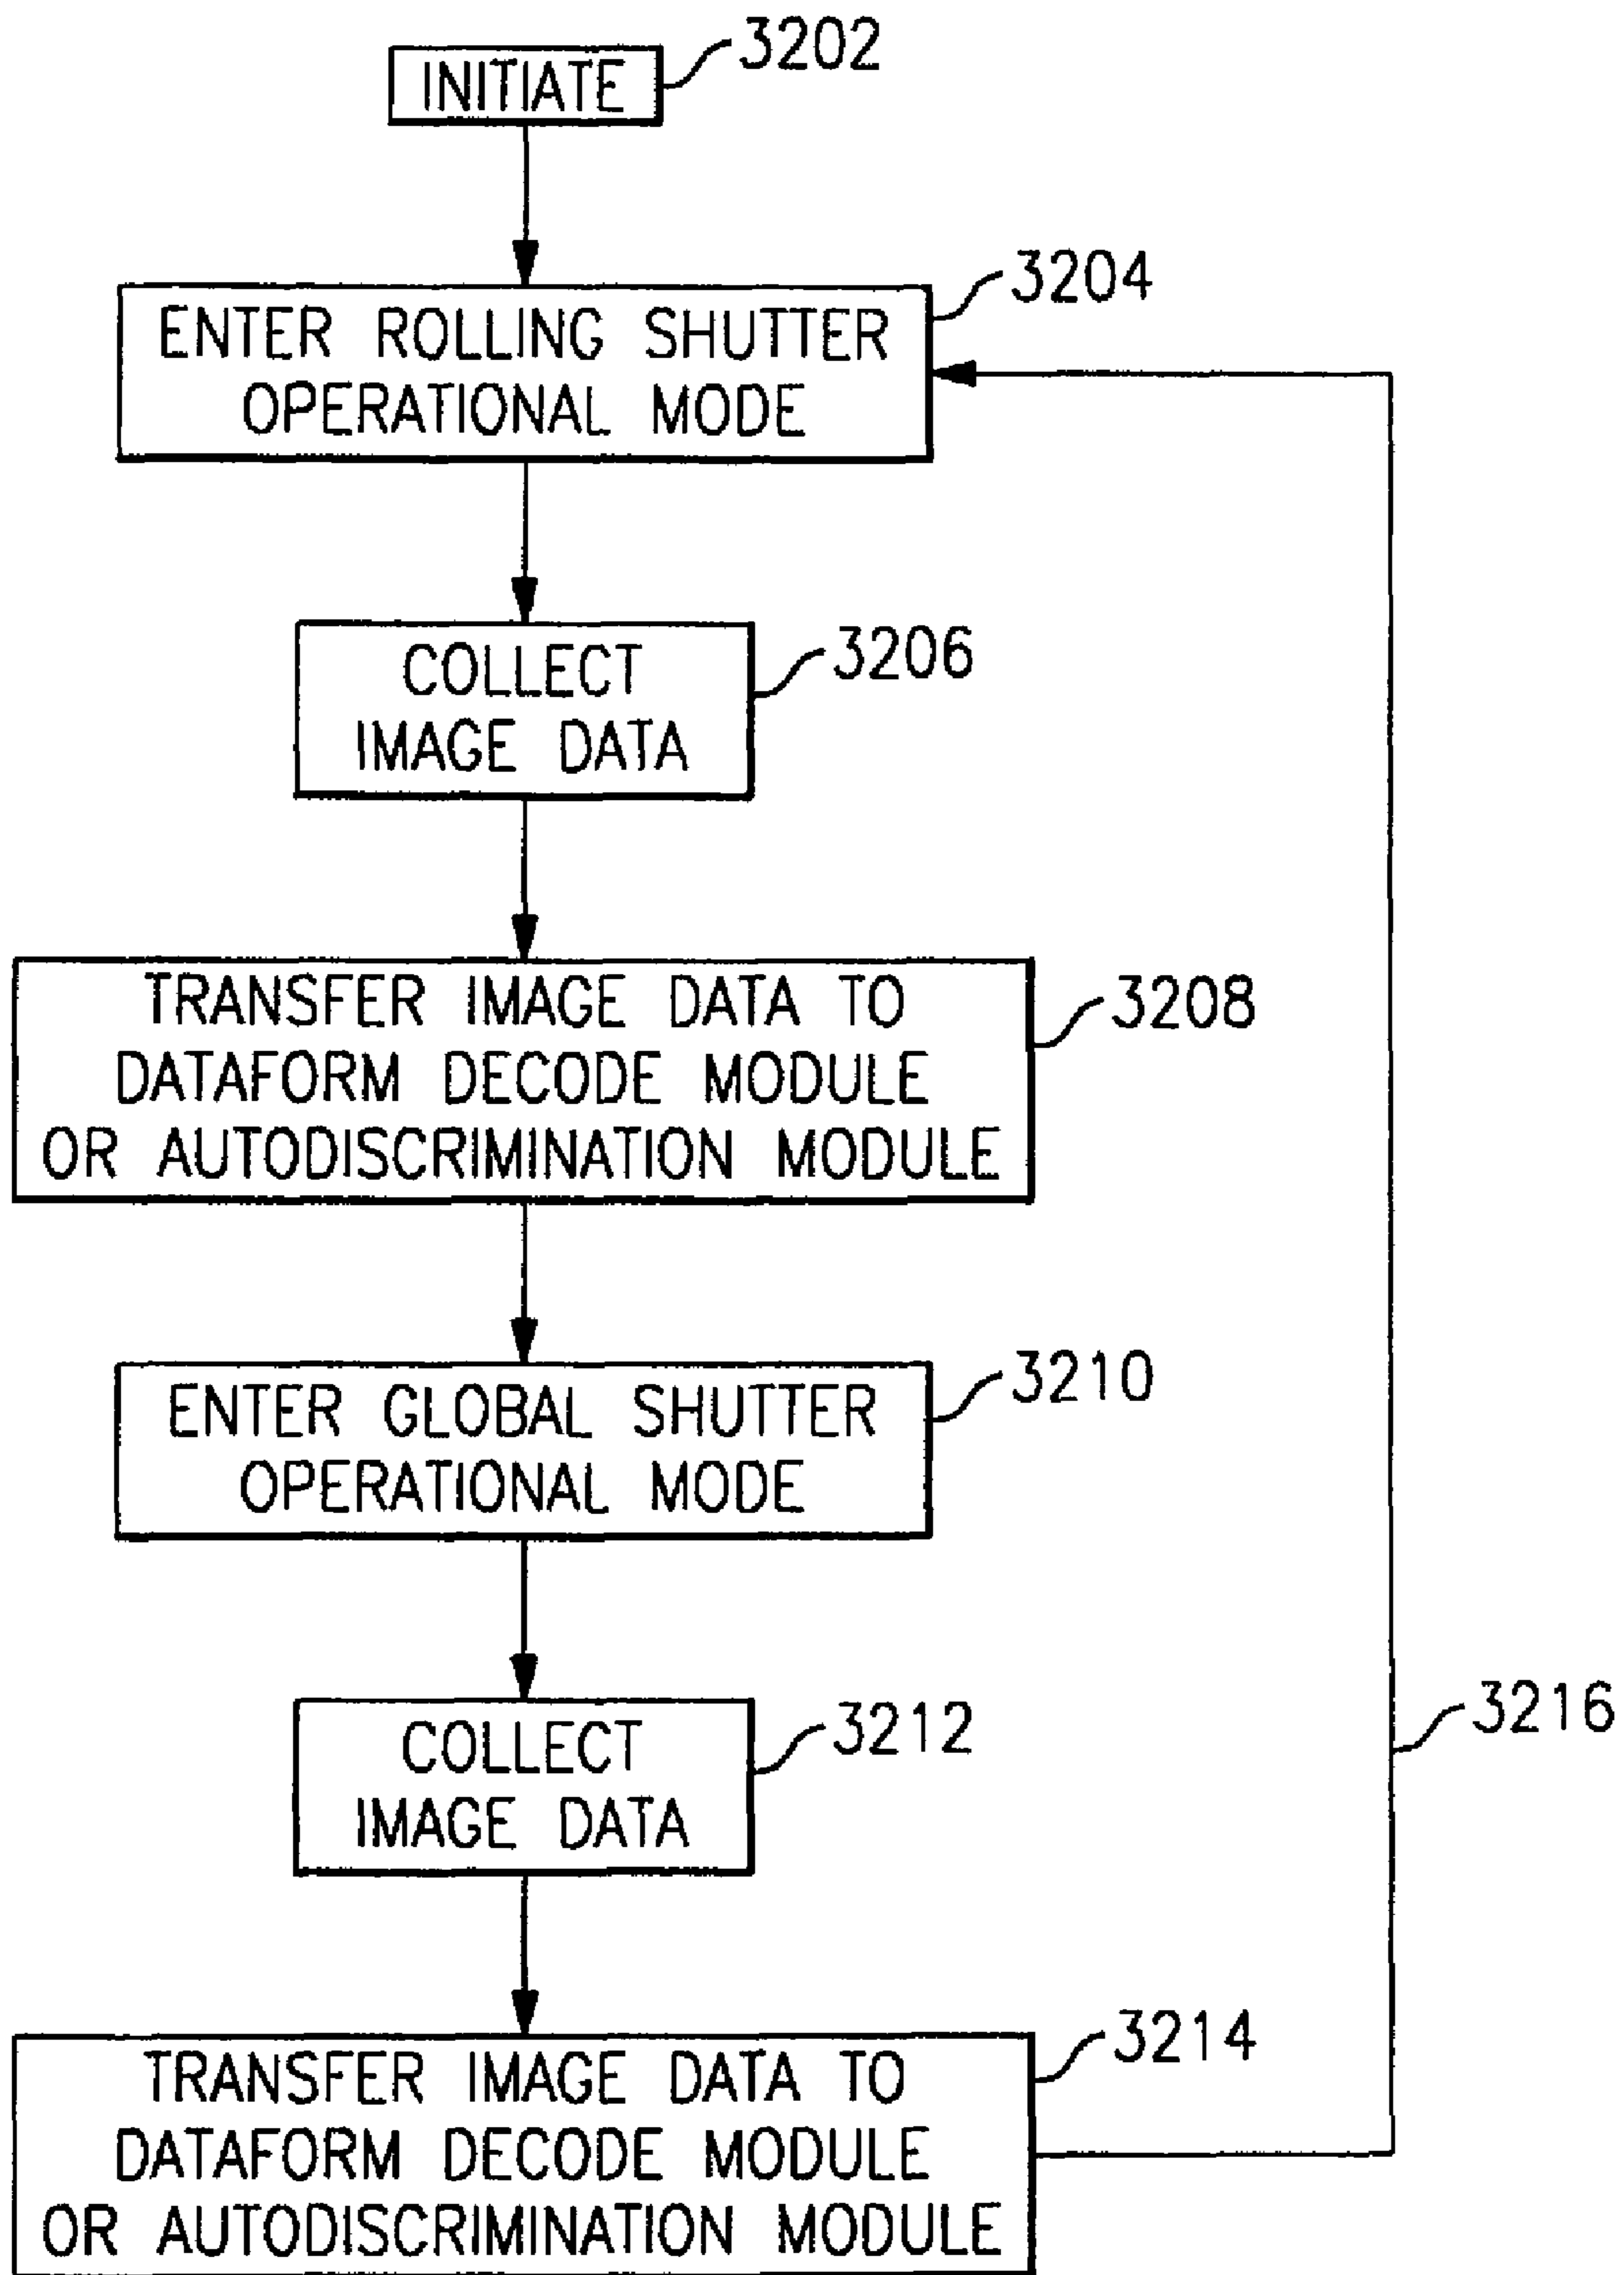 INITIATE
3202
ENTER ROLLING SHUTTER
OPERATIONAL MODE
3204
COLLECT
IMAGE DATA
3206
TRANSFER IMAGE DATA TO
DATAFORM DECODE MODULE
OR AUTODISCRIMINATION MODULE
3208
ENTER GLOBAL SHUTTER
OPERATIONAL MODE
3210
COLLECT
IMAGE DATA
3212
3216
TRANSFER IMAGE DATA TO
DATAFORM DECODE MODULE
OR AUTODISCRIMINATION MODULE
3214